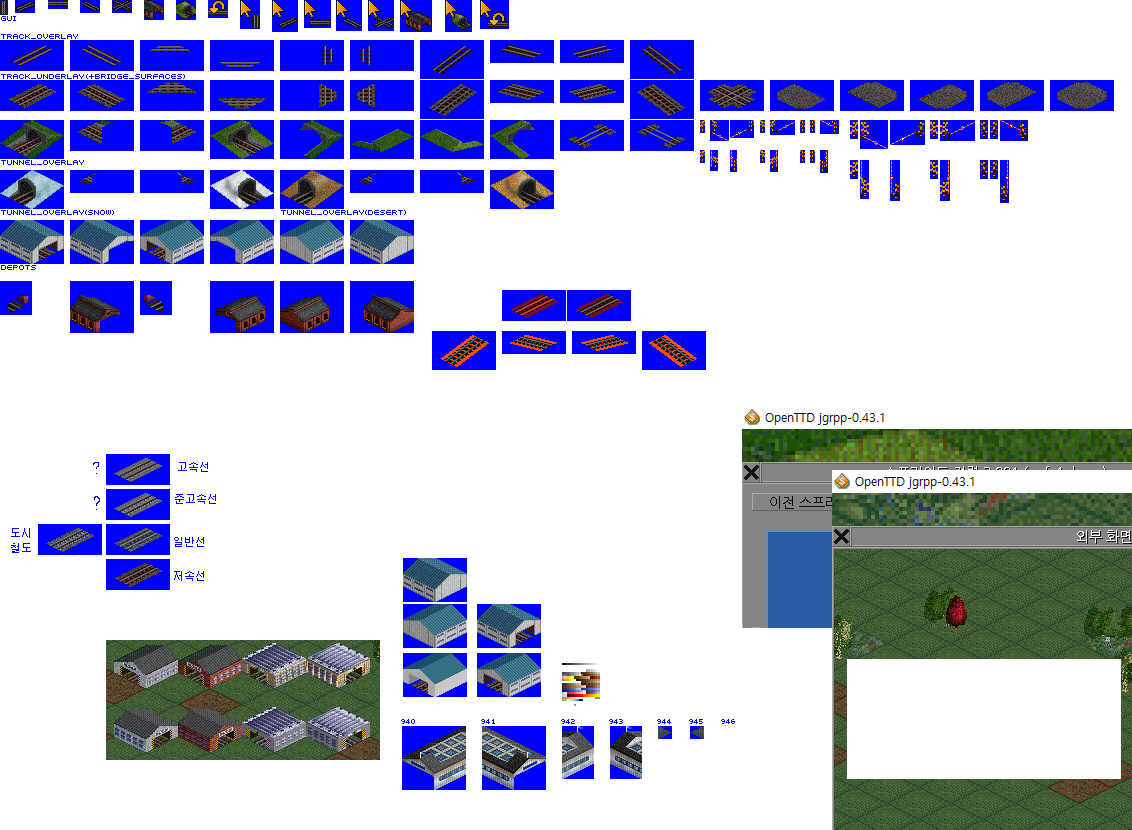 GUI
TRACK_OVERLAY
TRACK_UNDERLAY(+BRIDGE_SURFACES)
TUNNEL_OVERLAY
TUNNEL_OVERLAY(SNOW)
TUNNEL_OVERLAY(DESERT)
DEPOTS
OpenTTD jgrpp-0.43.1
이전 스프
OpenTTD jgrpp-0.43.1
외부 화면
? 고속선
? 준고속선
도시
철도
일반선
저속선
940 941 942 943 944 945 946